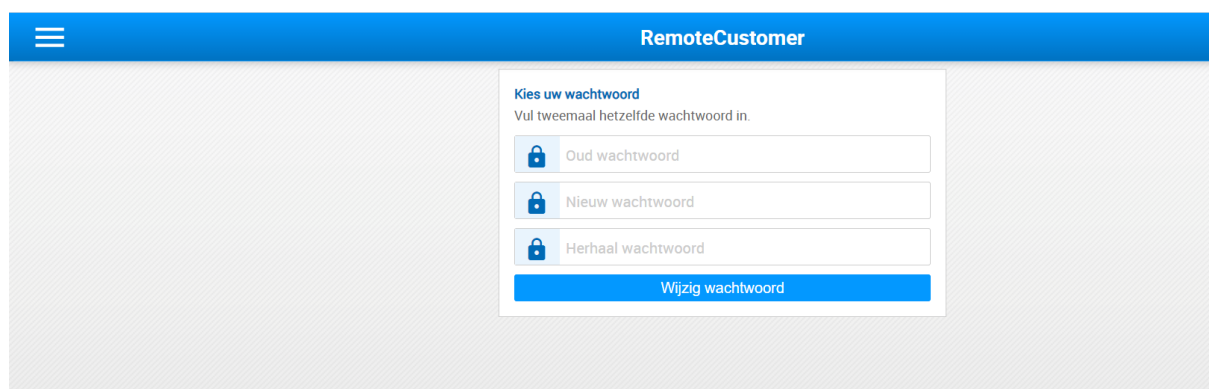 RemoteCustomer
Kies uw wachtwoord
Vul tweemaal hetzelfde wachtwoord in.
Oud wachtwoord
Nieuw wachtwoord
Herhaal wachtwoord
Wijzig wachtwoord